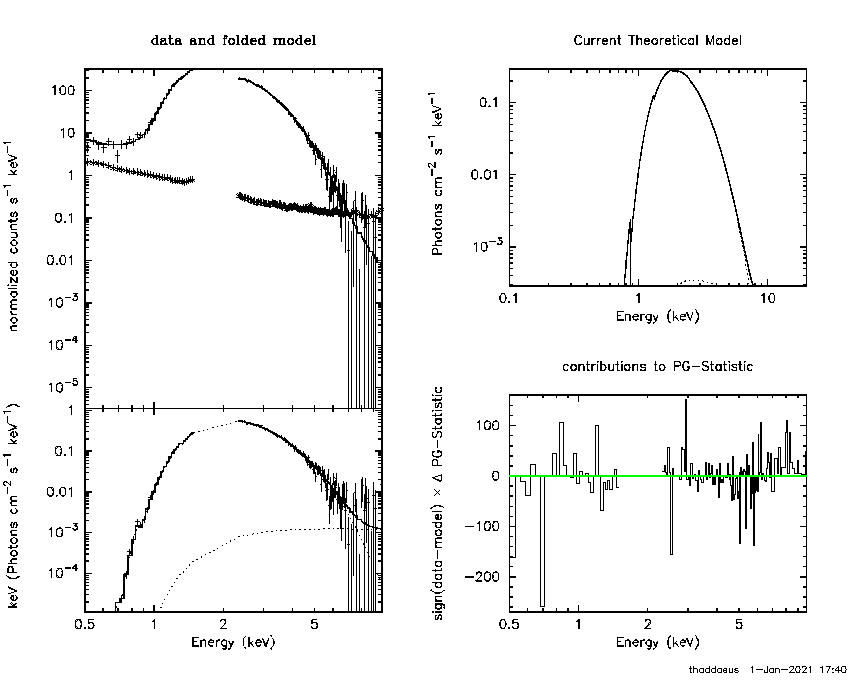 data and folded model
normalized counts s⁻¹ keV⁻¹
100
10
1
0.1
0.01
10⁻³
10⁻⁴
10⁻⁵
keV (Photons cm⁻² s⁻¹ keV⁻¹)
1
0.1
0.01
10⁻³
10⁻⁴
0.5 1 2 5
Energy (keV)
Current Theoretical Model
Photons cm⁻² s⁻¹ keV⁻¹
0.1
0.01
10⁻³
0.1 1 10
Energy (keV)
contributions to PG-Statistic
sign(data-model) × Δ PG-Statistic
100
0
-100
-200
0.5 1 2 5
Energy (keV)
thaddaeus 1-Jan-2021 17:40